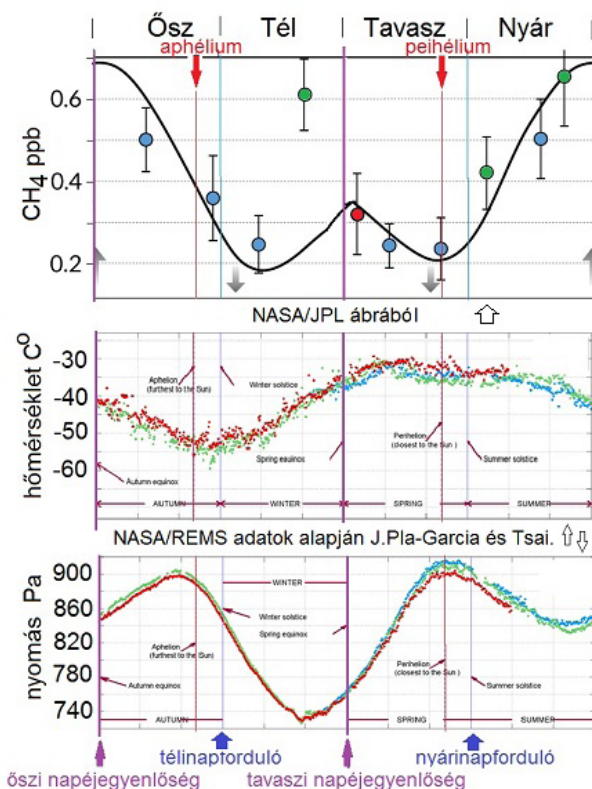 Ősz | Tél | Tavasz | Nyár
aphélium peihélium
0.6
0.4
0.2
CH4 ppb
NASA/JPL ábrából
-30
-40
-50
-60
hőmérséklet C°
Aphelion
(furthest to the Sun)
Winter solstice
Autumn equinox
Spring eauinox
Perihelion
(closest to the Sun )
Summer solstice
AUTUMN WINTER SPRING SUMMER
NASA/REMS adatok alapján J.Pla-Garcia és Tsai.
900
860
820
780
740
nyomás Pa
WINTER
Winter solstice
Spring equinox
Aphelion
(furthest to the Sun)
Autumn equinox
Perihelion
(closest to the Sun)
Summer solstice
AUTUMN SPRING SUMMER
télinapforduló nyárinapforduló
őszi napéjegyenlőség tavaszi napéjegyenlőség